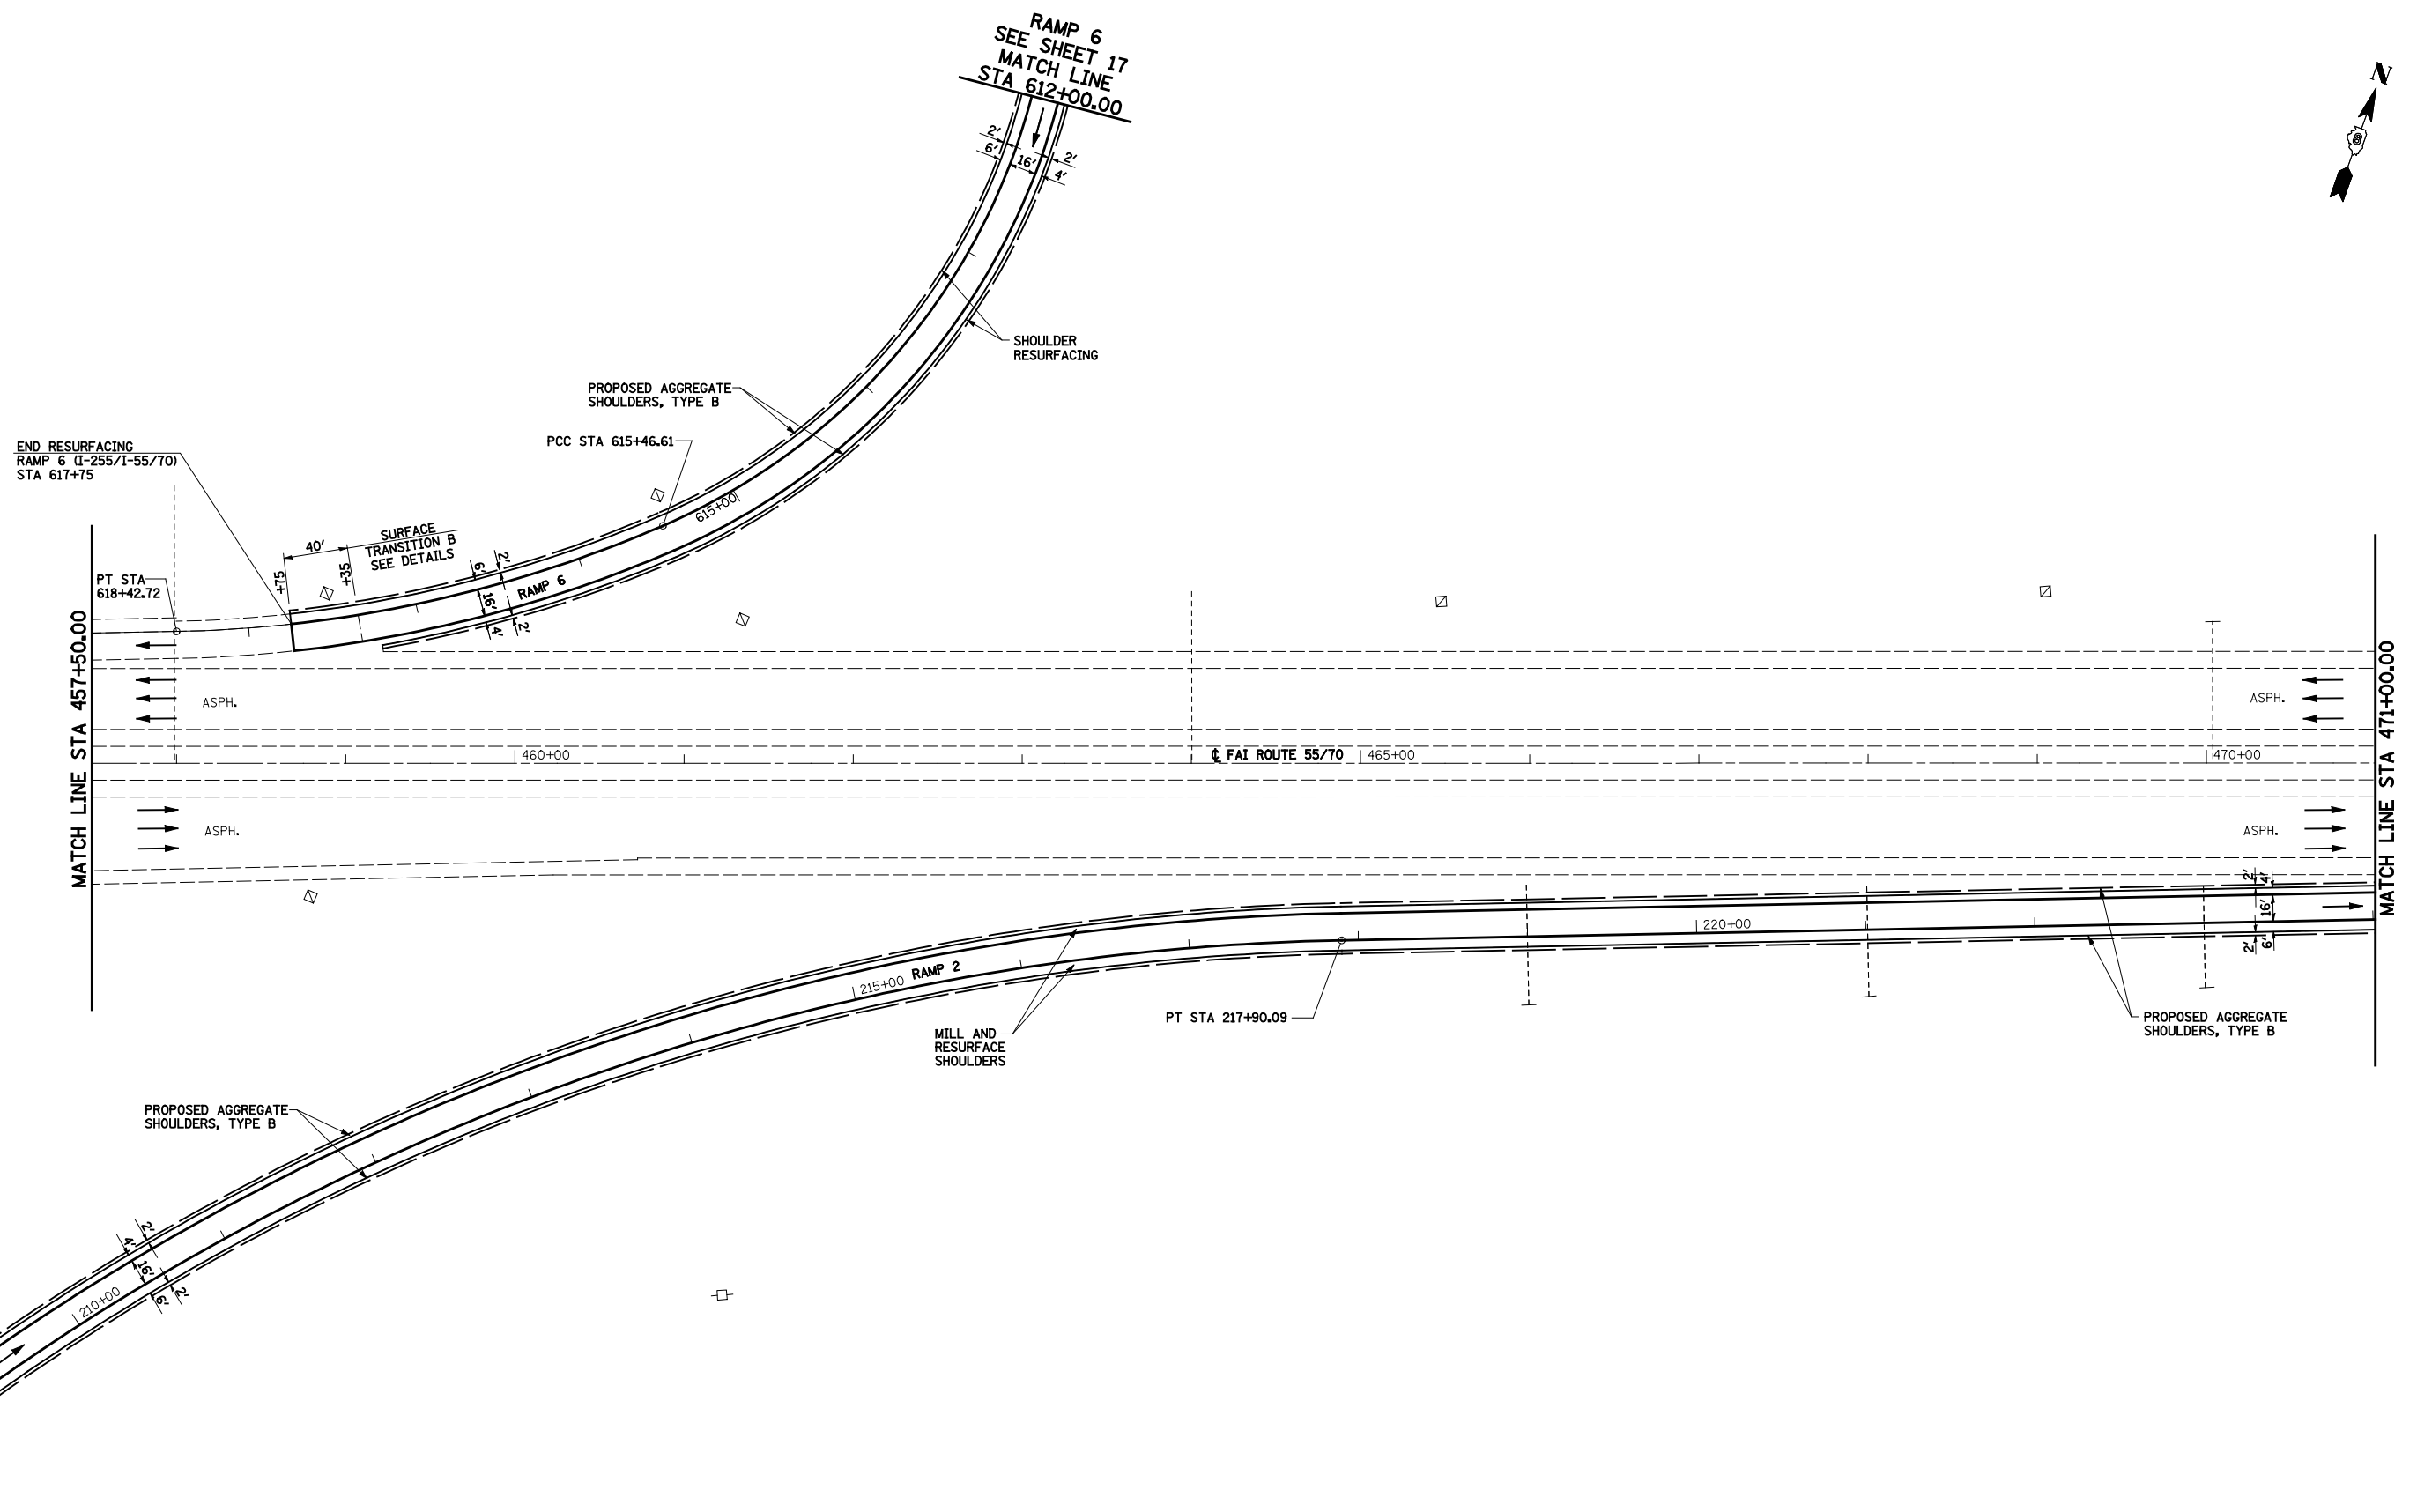 RAMP 6
SEE SHEET 17
MATCH LINE
STA 612+00.00
N
8
2'
6'
16'
2'
4'
SHOULDER
RESURFACING
PROPOSED AGGREGATE
SHOULDERS, TYPE B
PCC STA 615+46.61
615+00
END RESURFACING
RAMP 6 (I-255/I-55/70)
STA 617+75
40'
SURFACE
TRANSITION B
SEE DETAILS
+75
+35
6'
2'
16'
4'
2'
RAMP 6
PT STA
618+42.72
MATCH LINE STA 457+50.00
MATCH LINE STA 471+00.00
ASPH.
ASPH.
460+00
℄ FAI ROUTE 55/70
465+00
470+00
ASPH.
ASPH.
2'
4'
16'
2'
6'
220+00
215+00
RAMP 2
PT STA 217+90.09
MILL AND
RESURFACE
SHOULDERS
PROPOSED AGGREGATE
SHOULDERS, TYPE B
PROPOSED AGGREGATE
SHOULDERS, TYPE B
2'
4'
16'
2'
6'
210+00